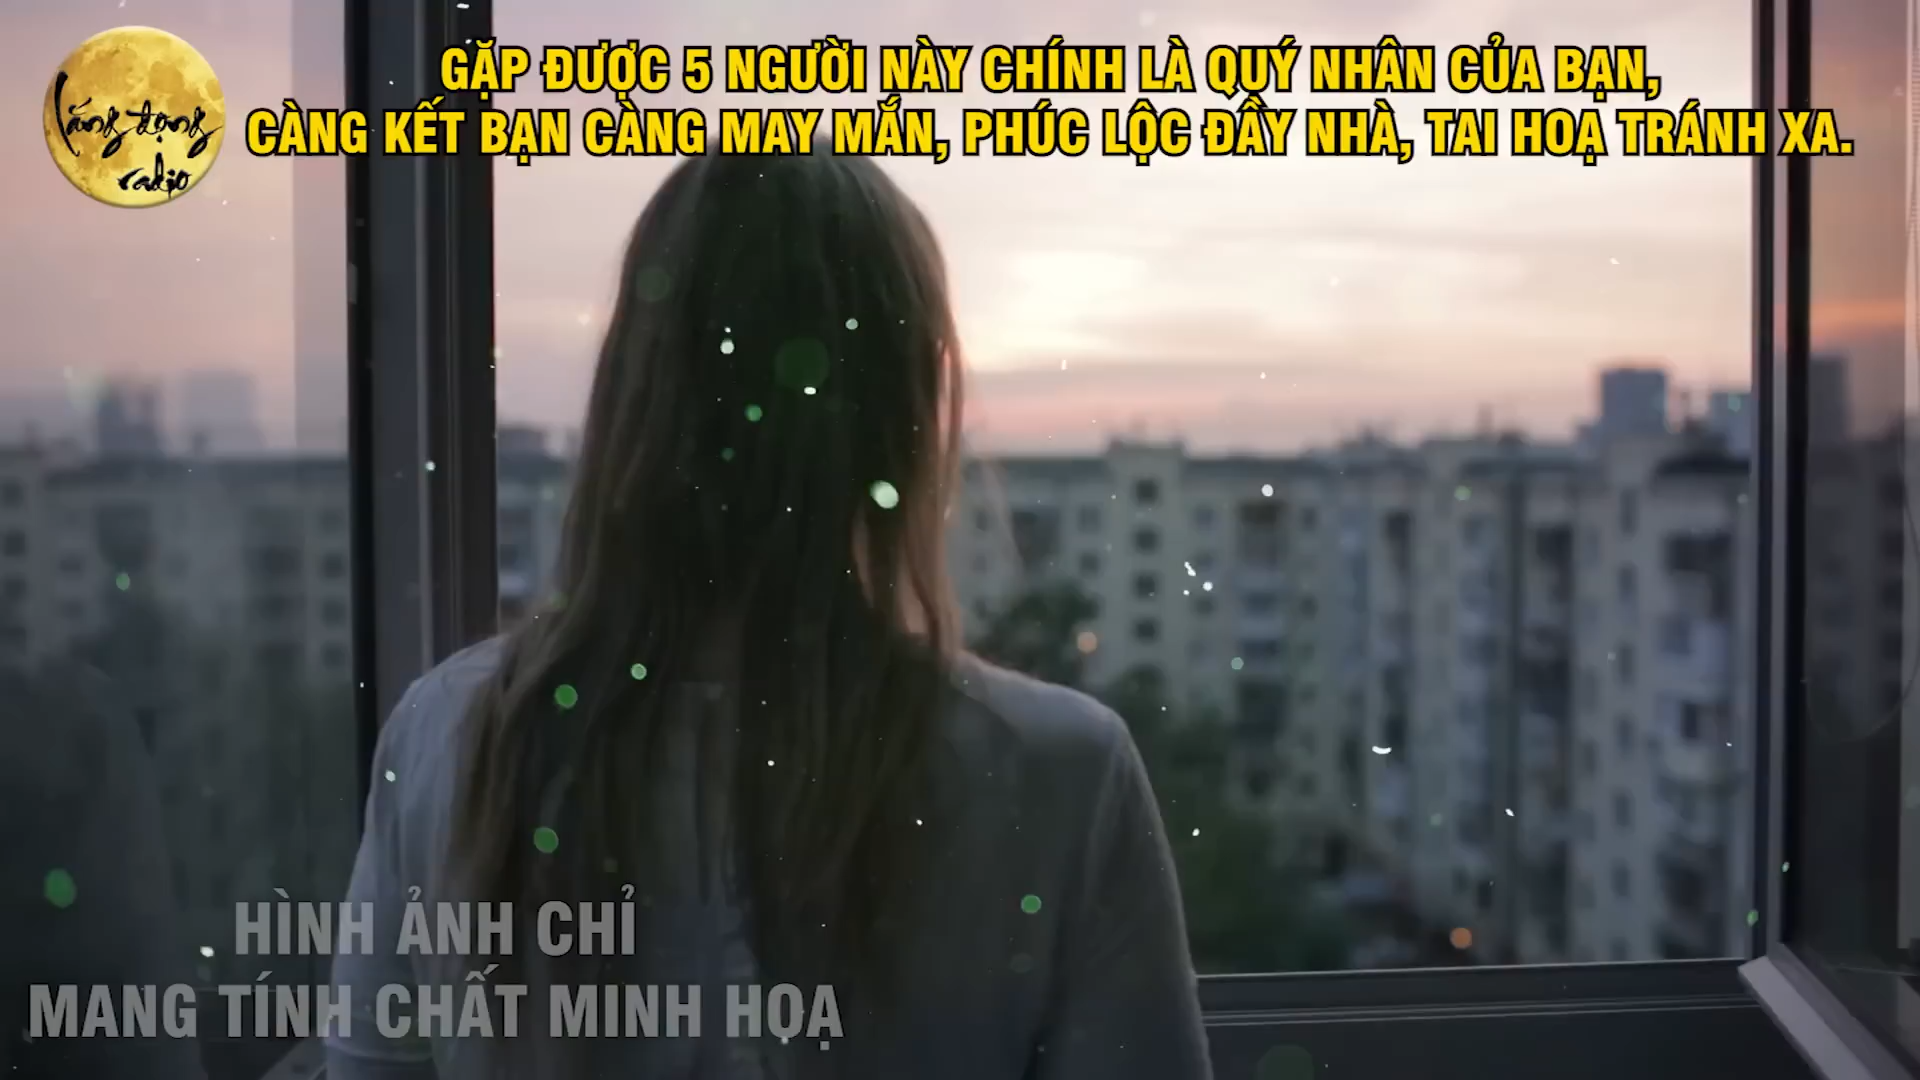 lắng đọng
radio
GẶP ĐƯỢC 5 NGƯỜI NÀY CHÍNH LÀ QUÝ NHÂN CỦA BẠN,
CÀNG KẾT BẠN CÀNG MAY MẮN, PHÚC LỘC ĐẦY NHÀ, TAI HOẠ TRÁNH XA.
HÌNH ẢNH CHỈ
MANG TÍNH CHẤT MINH HỌA